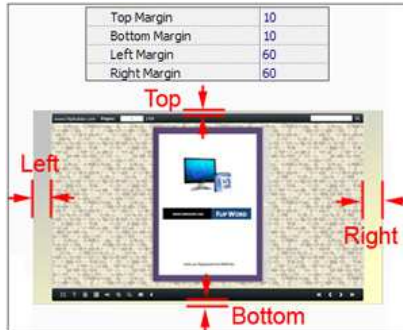 Top Margin 10
Bottom Margin 10
Left Margin 60
Right Margin 60
Top
Left
FLIP WORD
Right
Bottom